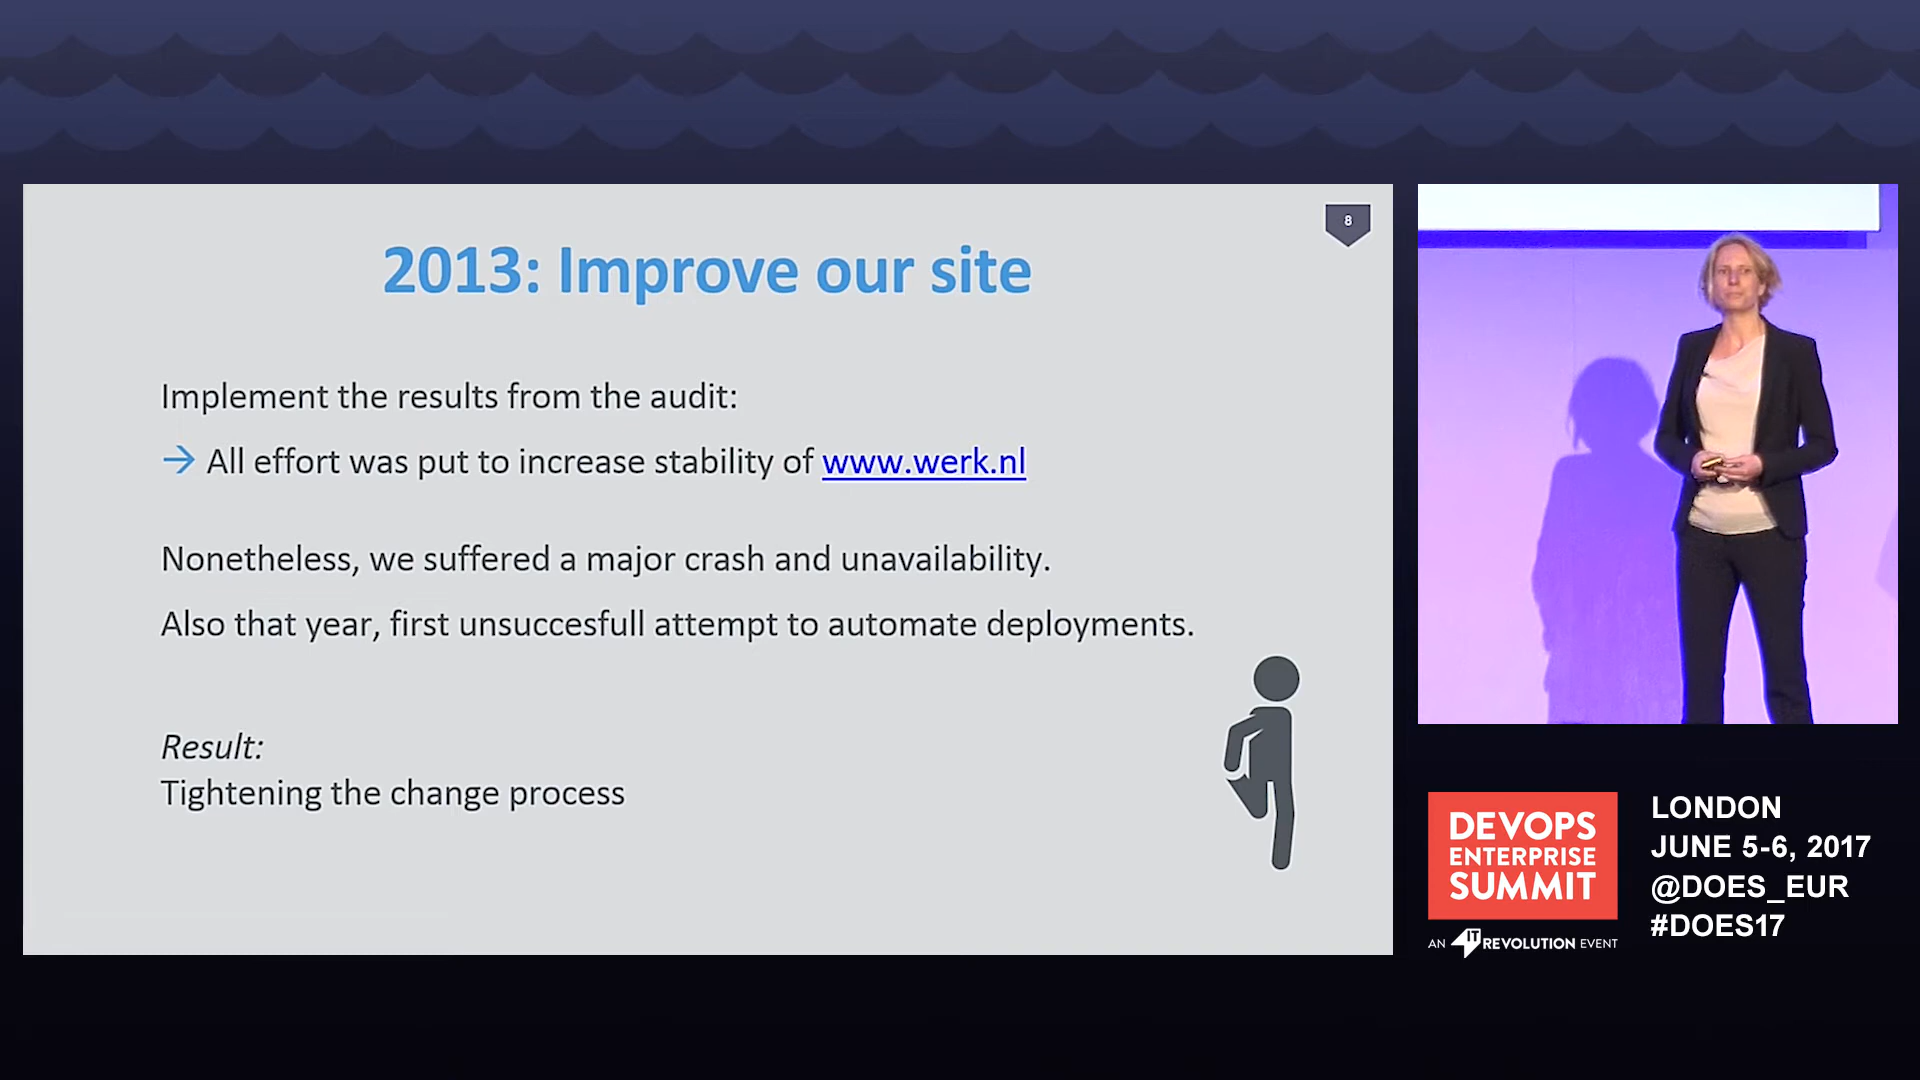 8
2013: Improve our site
Implement the results from the audit:
→ All effort was put to increase stability of www.werk.nl
Nonetheless, we suffered a major crash and unavailability.
Also that year, first unsuccesfull attempt to automate deployments.
Result:
Tightening the change process
DEVOPS
ENTERPRISE
SUMMIT
AN IT REVOLUTION EVENT
LONDON
JUNE 5-6, 2017
@DOES_EUR
#DOES17